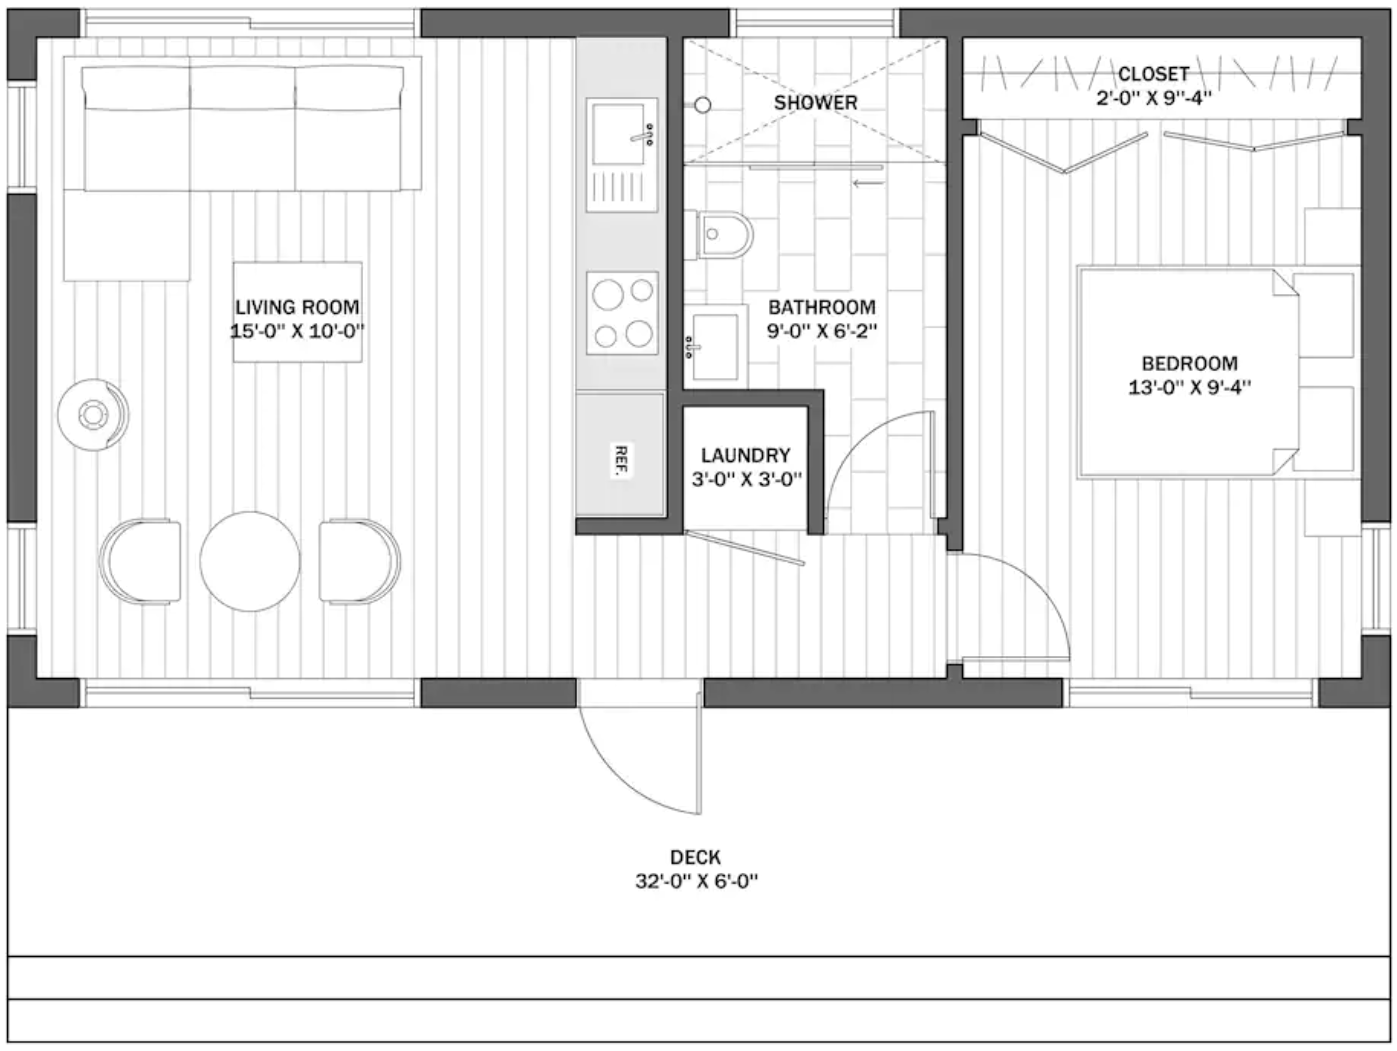 CLOSET
2'-0" X 9"-4"
SHOWER
LIVING ROOM
15'-0" X 10'-0"
BATHROOM
9'-0" X 6'-2"
BEDROOM
13'-0" X 9'-4"
REF.
LAUNDRY
3'-0" X 3'-0"
DECK
32'-0" X 6'-0"